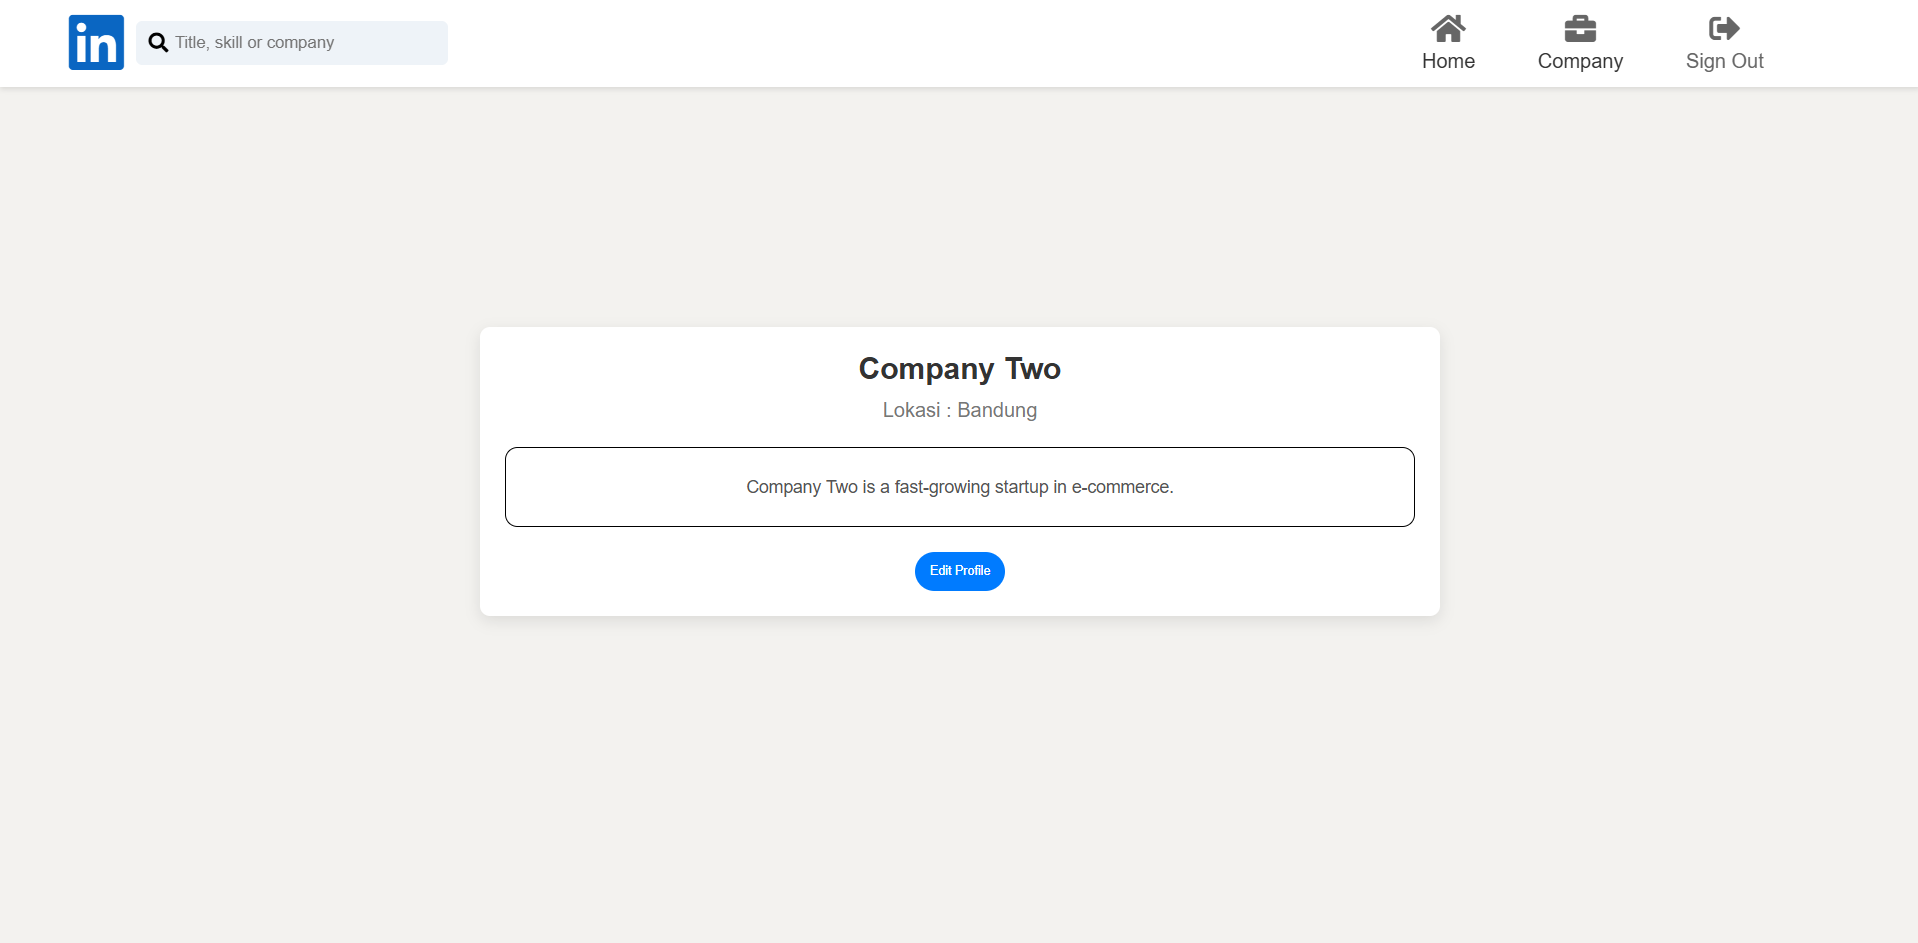 in
Title, skill or company
Home
Company
Sign Out
Company Two
Lokasi : Bandung
Company Two is a fast-growing startup in e-commerce.
Edit Profile